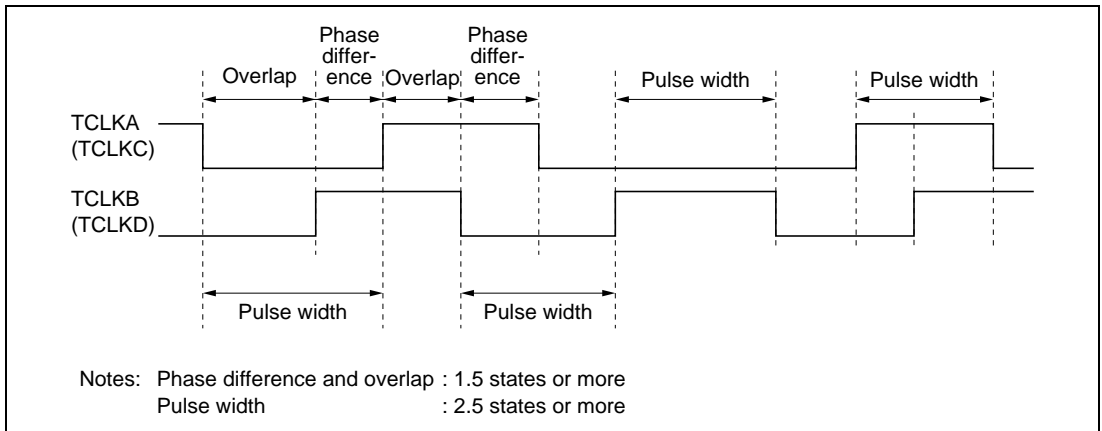 Phase
differ-
ence
Phase
differ-
ence
Overlap
Overlap
Pulse width
Pulse width
TCLKA
(TCLKC)
TCLKB
(TCLKD)
Pulse width
Pulse width
Notes: Phase difference and overlap : 1.5 states or more
Pulse width : 2.5 states or more